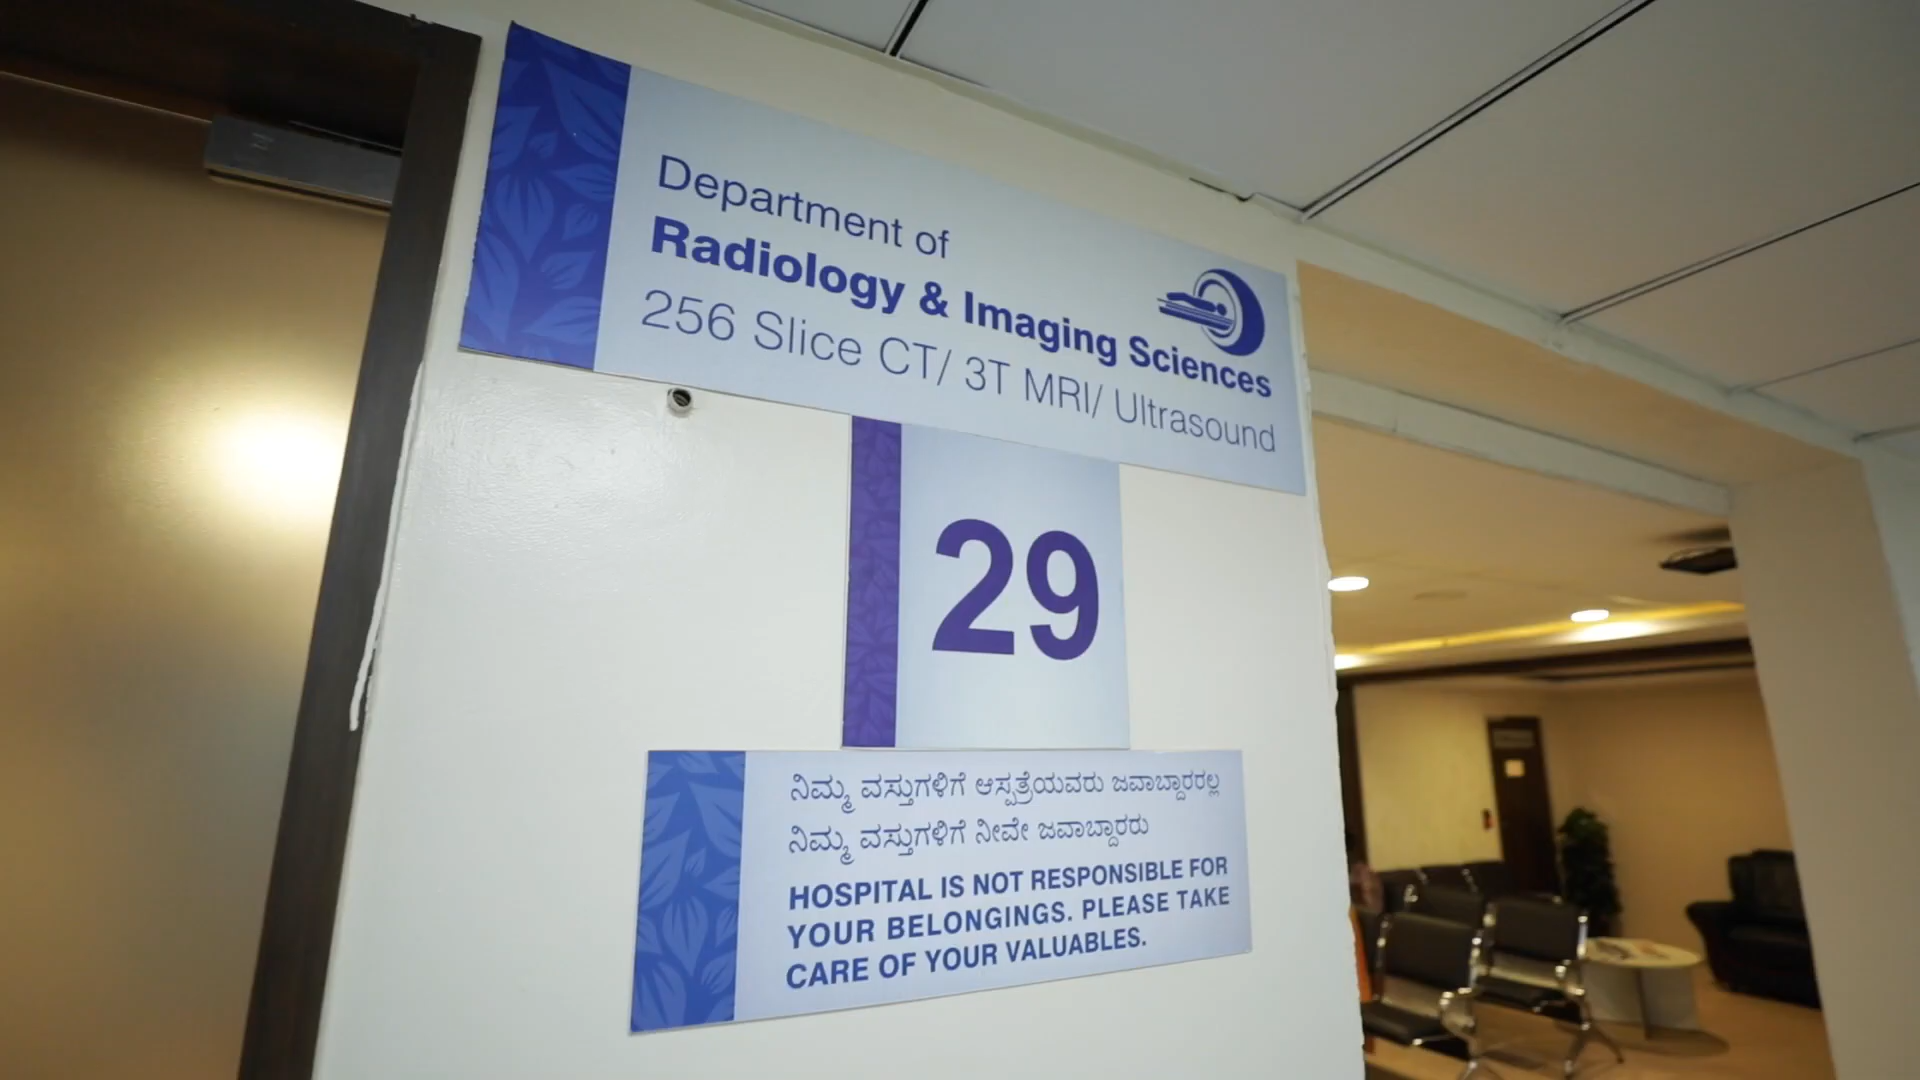 Department of
Radiology & Imaging Sciences
256 Slice CT/ 3T MRI/ Ultrasound
29
ನಿಮ್ಮ ವಸ್ತುಗಳಿಗೆ ಆಸ್ಪತ್ರೆಯವರು ಜವಾಬ್ದಾರರಲ್ಲ
ನಿಮ್ಮ ವಸ್ತುಗಳಿಗೆ ನೀವೇ ಜವಾಬ್ದಾರರು
HOSPITAL IS NOT RESPONSIBLE FOR
YOUR BELONGINGS. PLEASE TAKE
CARE OF YOUR VALUABLES.